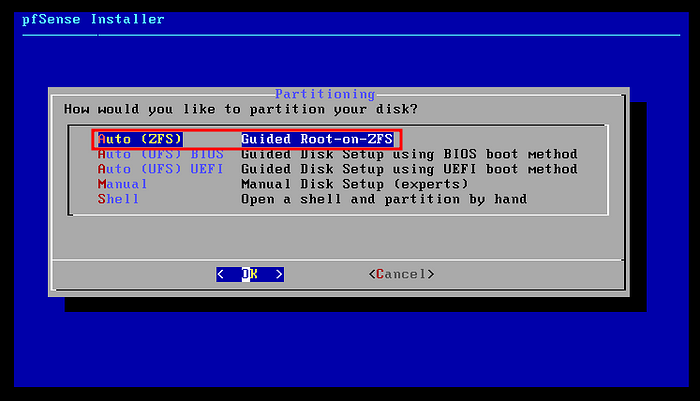 pfSense Installer
Partitioning
How would you like to partition your disk?
Auto (ZFS) Guided Root-on-ZFS
Auto (UFS) BIOS Guided Disk Setup using BIOS boot method
Auto (UFS) UEFI Guided Disk Setup using UEFI boot method
Manual Manual Disk Setup (experts)
Shell Open a shell and partition by hand
< OK > <Cancel>